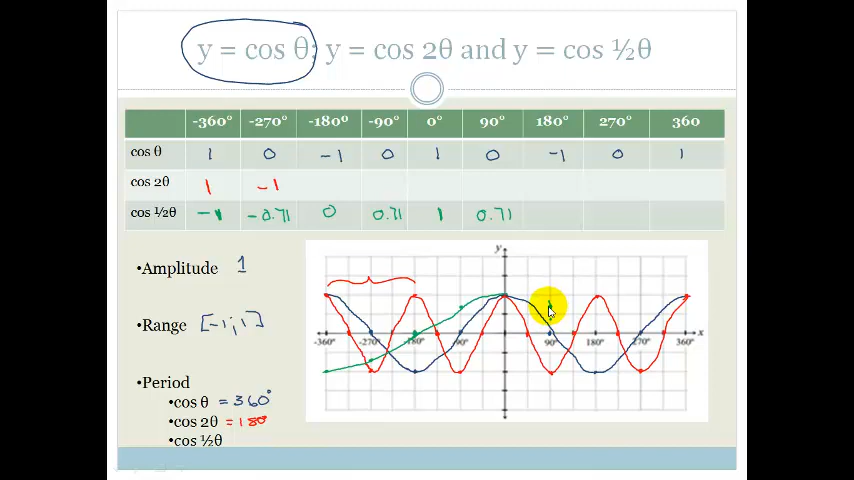 y = cos θ; y = cos 2θ and y = cos ½θ
-360° -270° -180° -90° 0° 90° 180° 270° 360
cos θ 1 0 -1 0 1 0 -1 0 1
cos 2θ 1 -1
cos ½θ -1 -0.71 0 0.71 1 0.71
•Amplitude 1
•Range [-1;1]
•Period
•cos θ = 360°
•cos 2θ = 180°
•cos ½θ
y
-360° -270° -180° -90° 90° 180° 270° 360° x